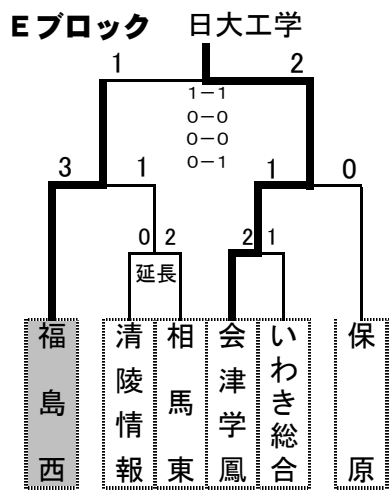 Eブロック
日大工学
1 2
1-1
0-0
0-0
0-1
3 1 1 0
0 2 2 1
延長
福島西
清陵情報
相馬東
会津学鳳
いわき総合
保原